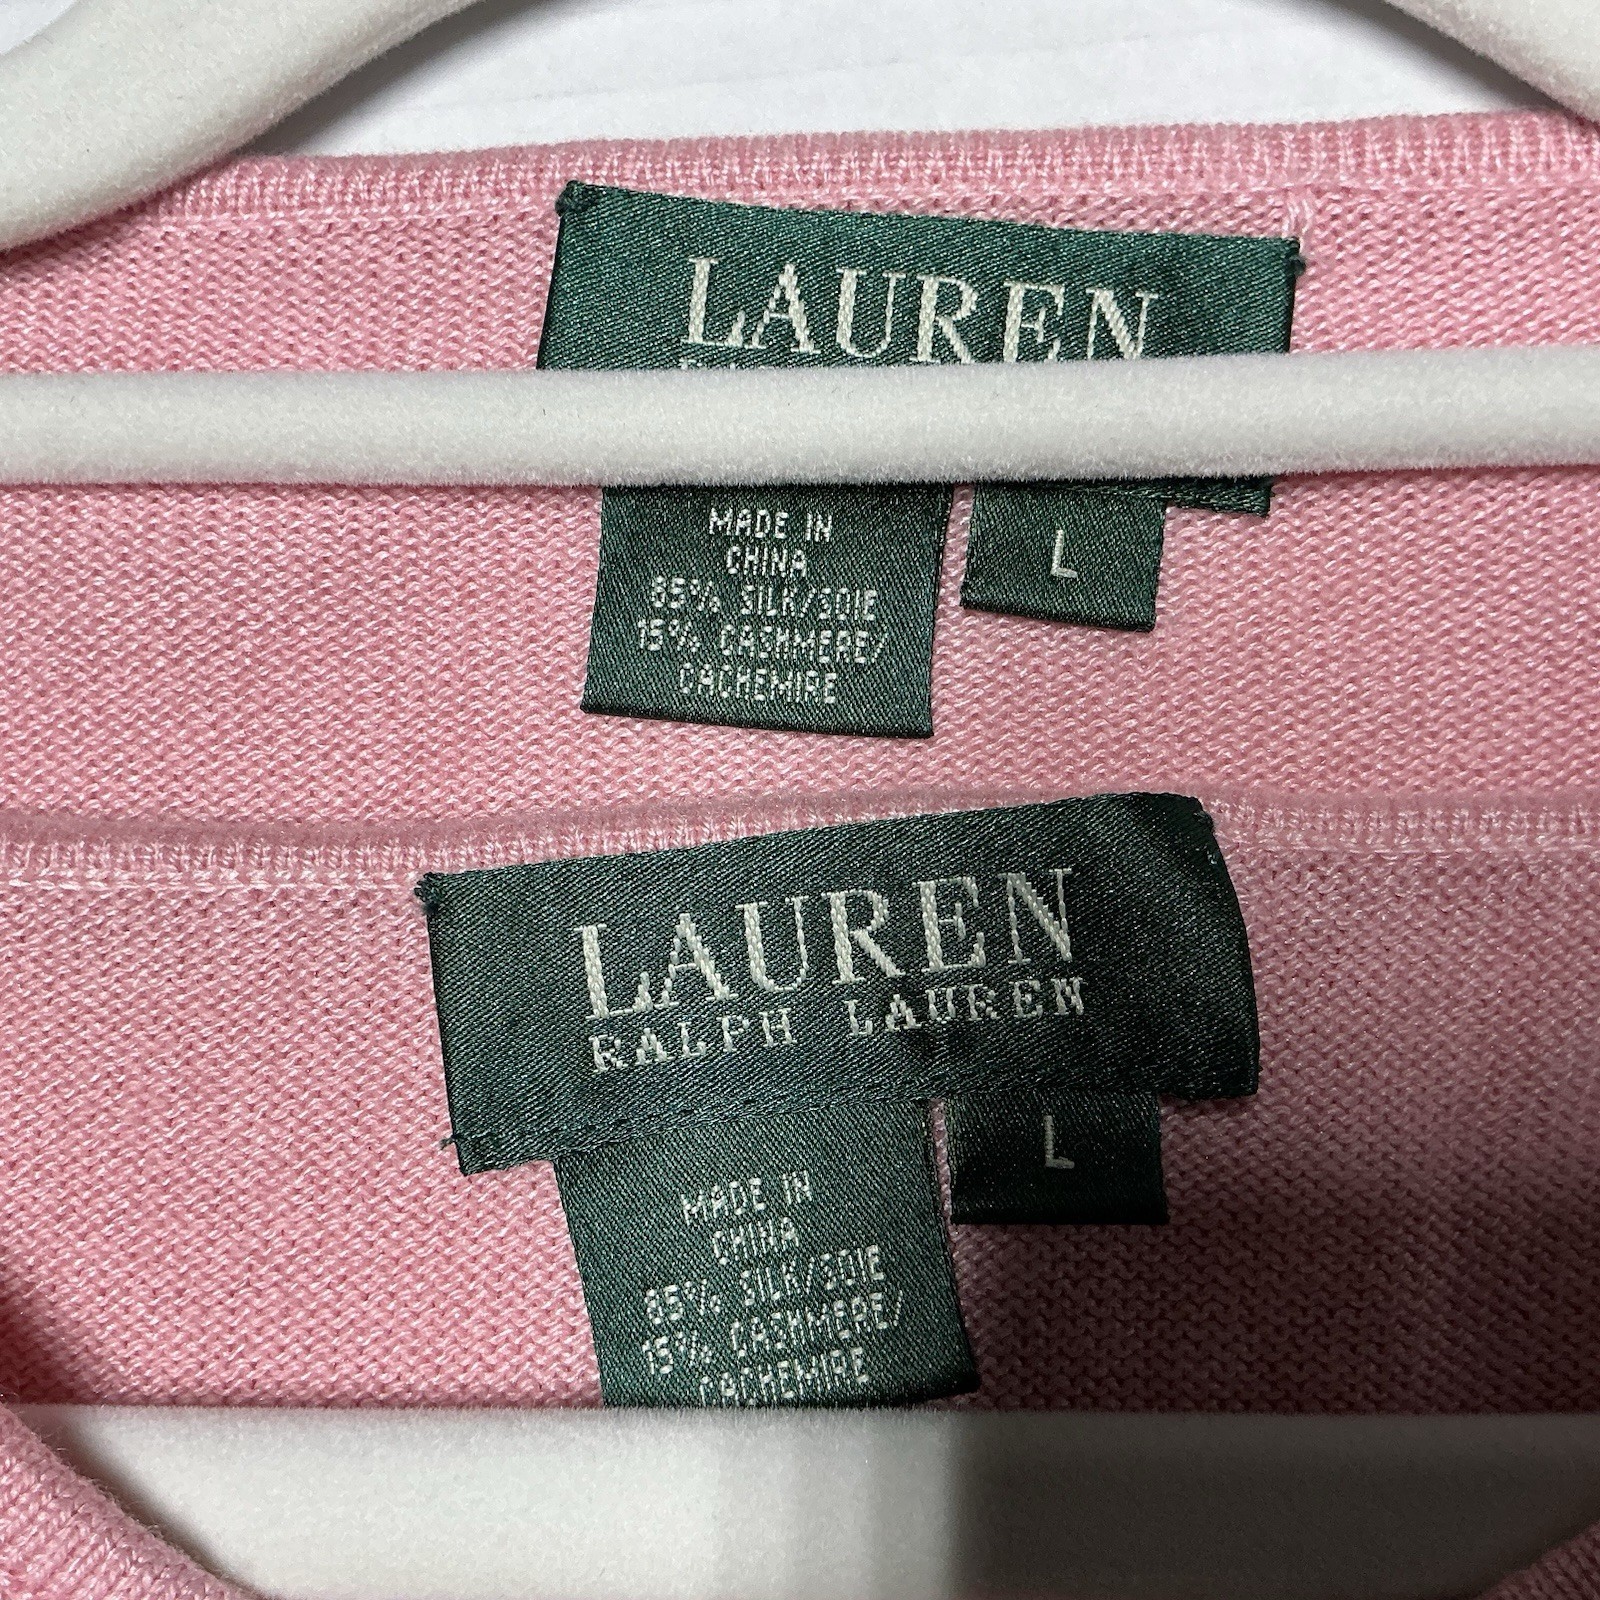 LAUREN
MADE IN
CHINA
85% SILK/SOIE
15% CASHMERE/
CACHEMIRE
L
LAUREN
RALPH LAUREN
L
MADE IN
CHINA
85% SILK/SOIE
15% CASHMERE/
CACHEMIRE